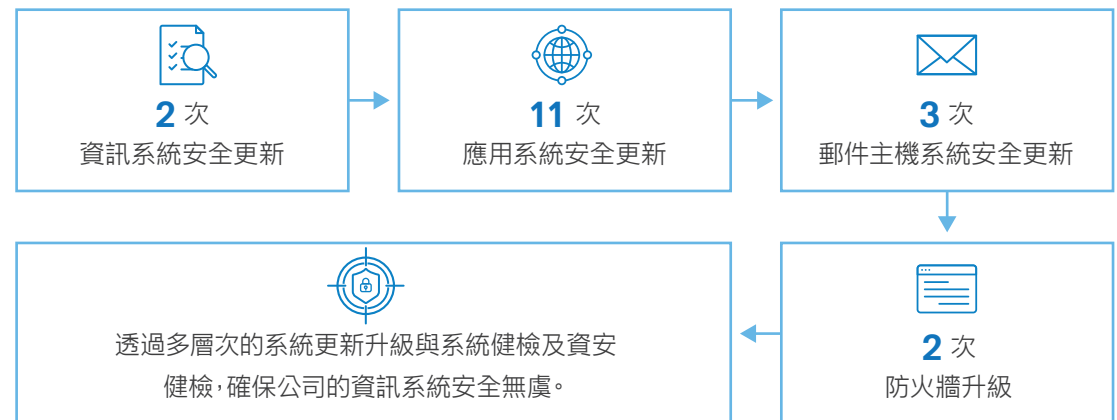 2 次
資訊系統安全更新
11 次
應用系統安全更新
3 次
郵件主機系統安全更新
2 次
防火牆升級
透過多層次的系統更新升級與系統健檢及資安
健檢,確保公司的資訊系統安全無虞。